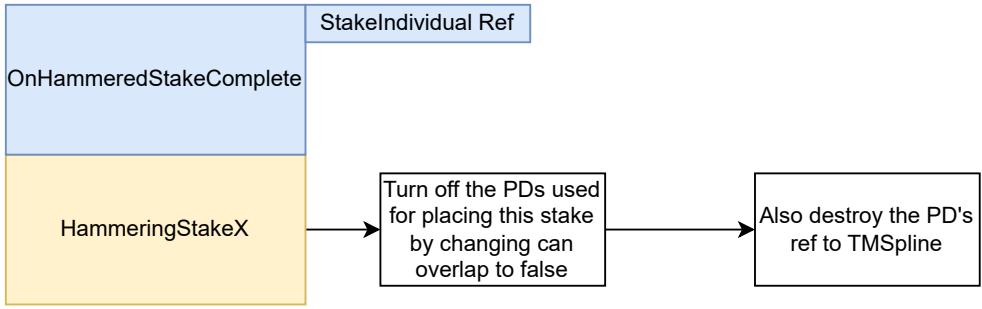 StakeIndividual Ref
OnHammeredStakeComplete
HammeringStakeX
Turn off the PDs used
for placing this stake
by changing can
overlap to false
Also destroy the PD's
ref to TMSpline